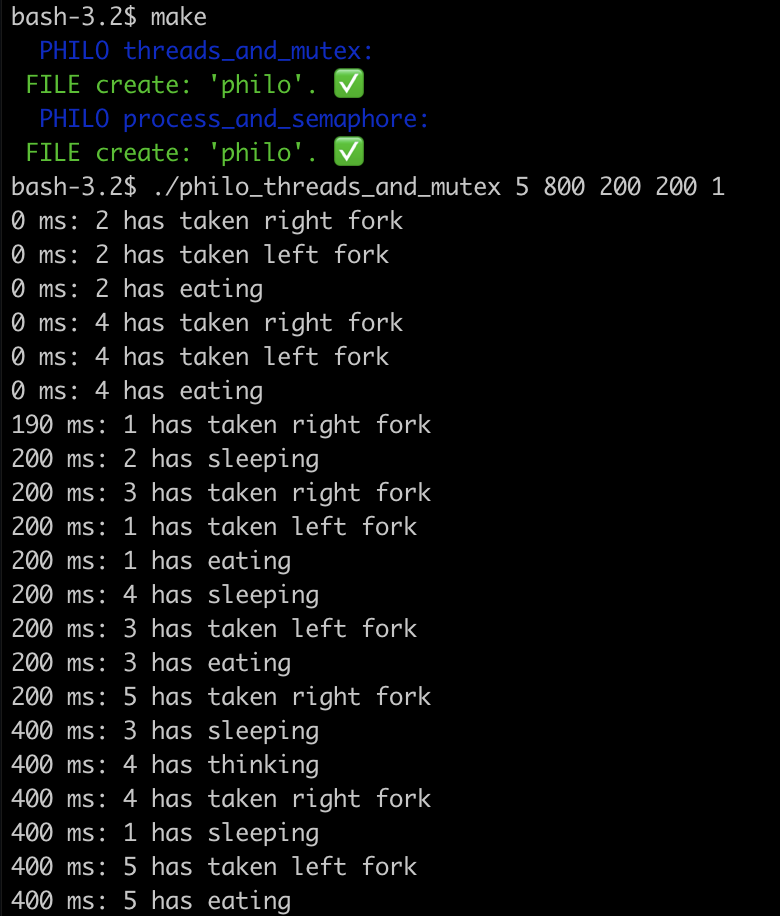 bash-3.2$ make
PHILO threads_and_mutex:
FILE create: 'philo'. ✅
PHILO process_and_semaphore:
FILE create: 'philo'. ✅
bash-3.2$ ./philo_threads_and_mutex 5 800 200 200 1
0 ms: 2 has taken right fork
0 ms: 2 has taken left fork
0 ms: 2 has eating
0 ms: 4 has taken right fork
0 ms: 4 has taken left fork
0 ms: 4 has eating
190 ms: 1 has taken right fork
200 ms: 2 has sleeping
200 ms: 3 has taken right fork
200 ms: 1 has taken left fork
200 ms: 1 has eating
200 ms: 4 has sleeping
200 ms: 3 has taken left fork
200 ms: 3 has eating
200 ms: 5 has taken right fork
400 ms: 3 has sleeping
400 ms: 4 has thinking
400 ms: 4 has taken right fork
400 ms: 1 has sleeping
400 ms: 5 has taken left fork
400 ms: 5 has eating